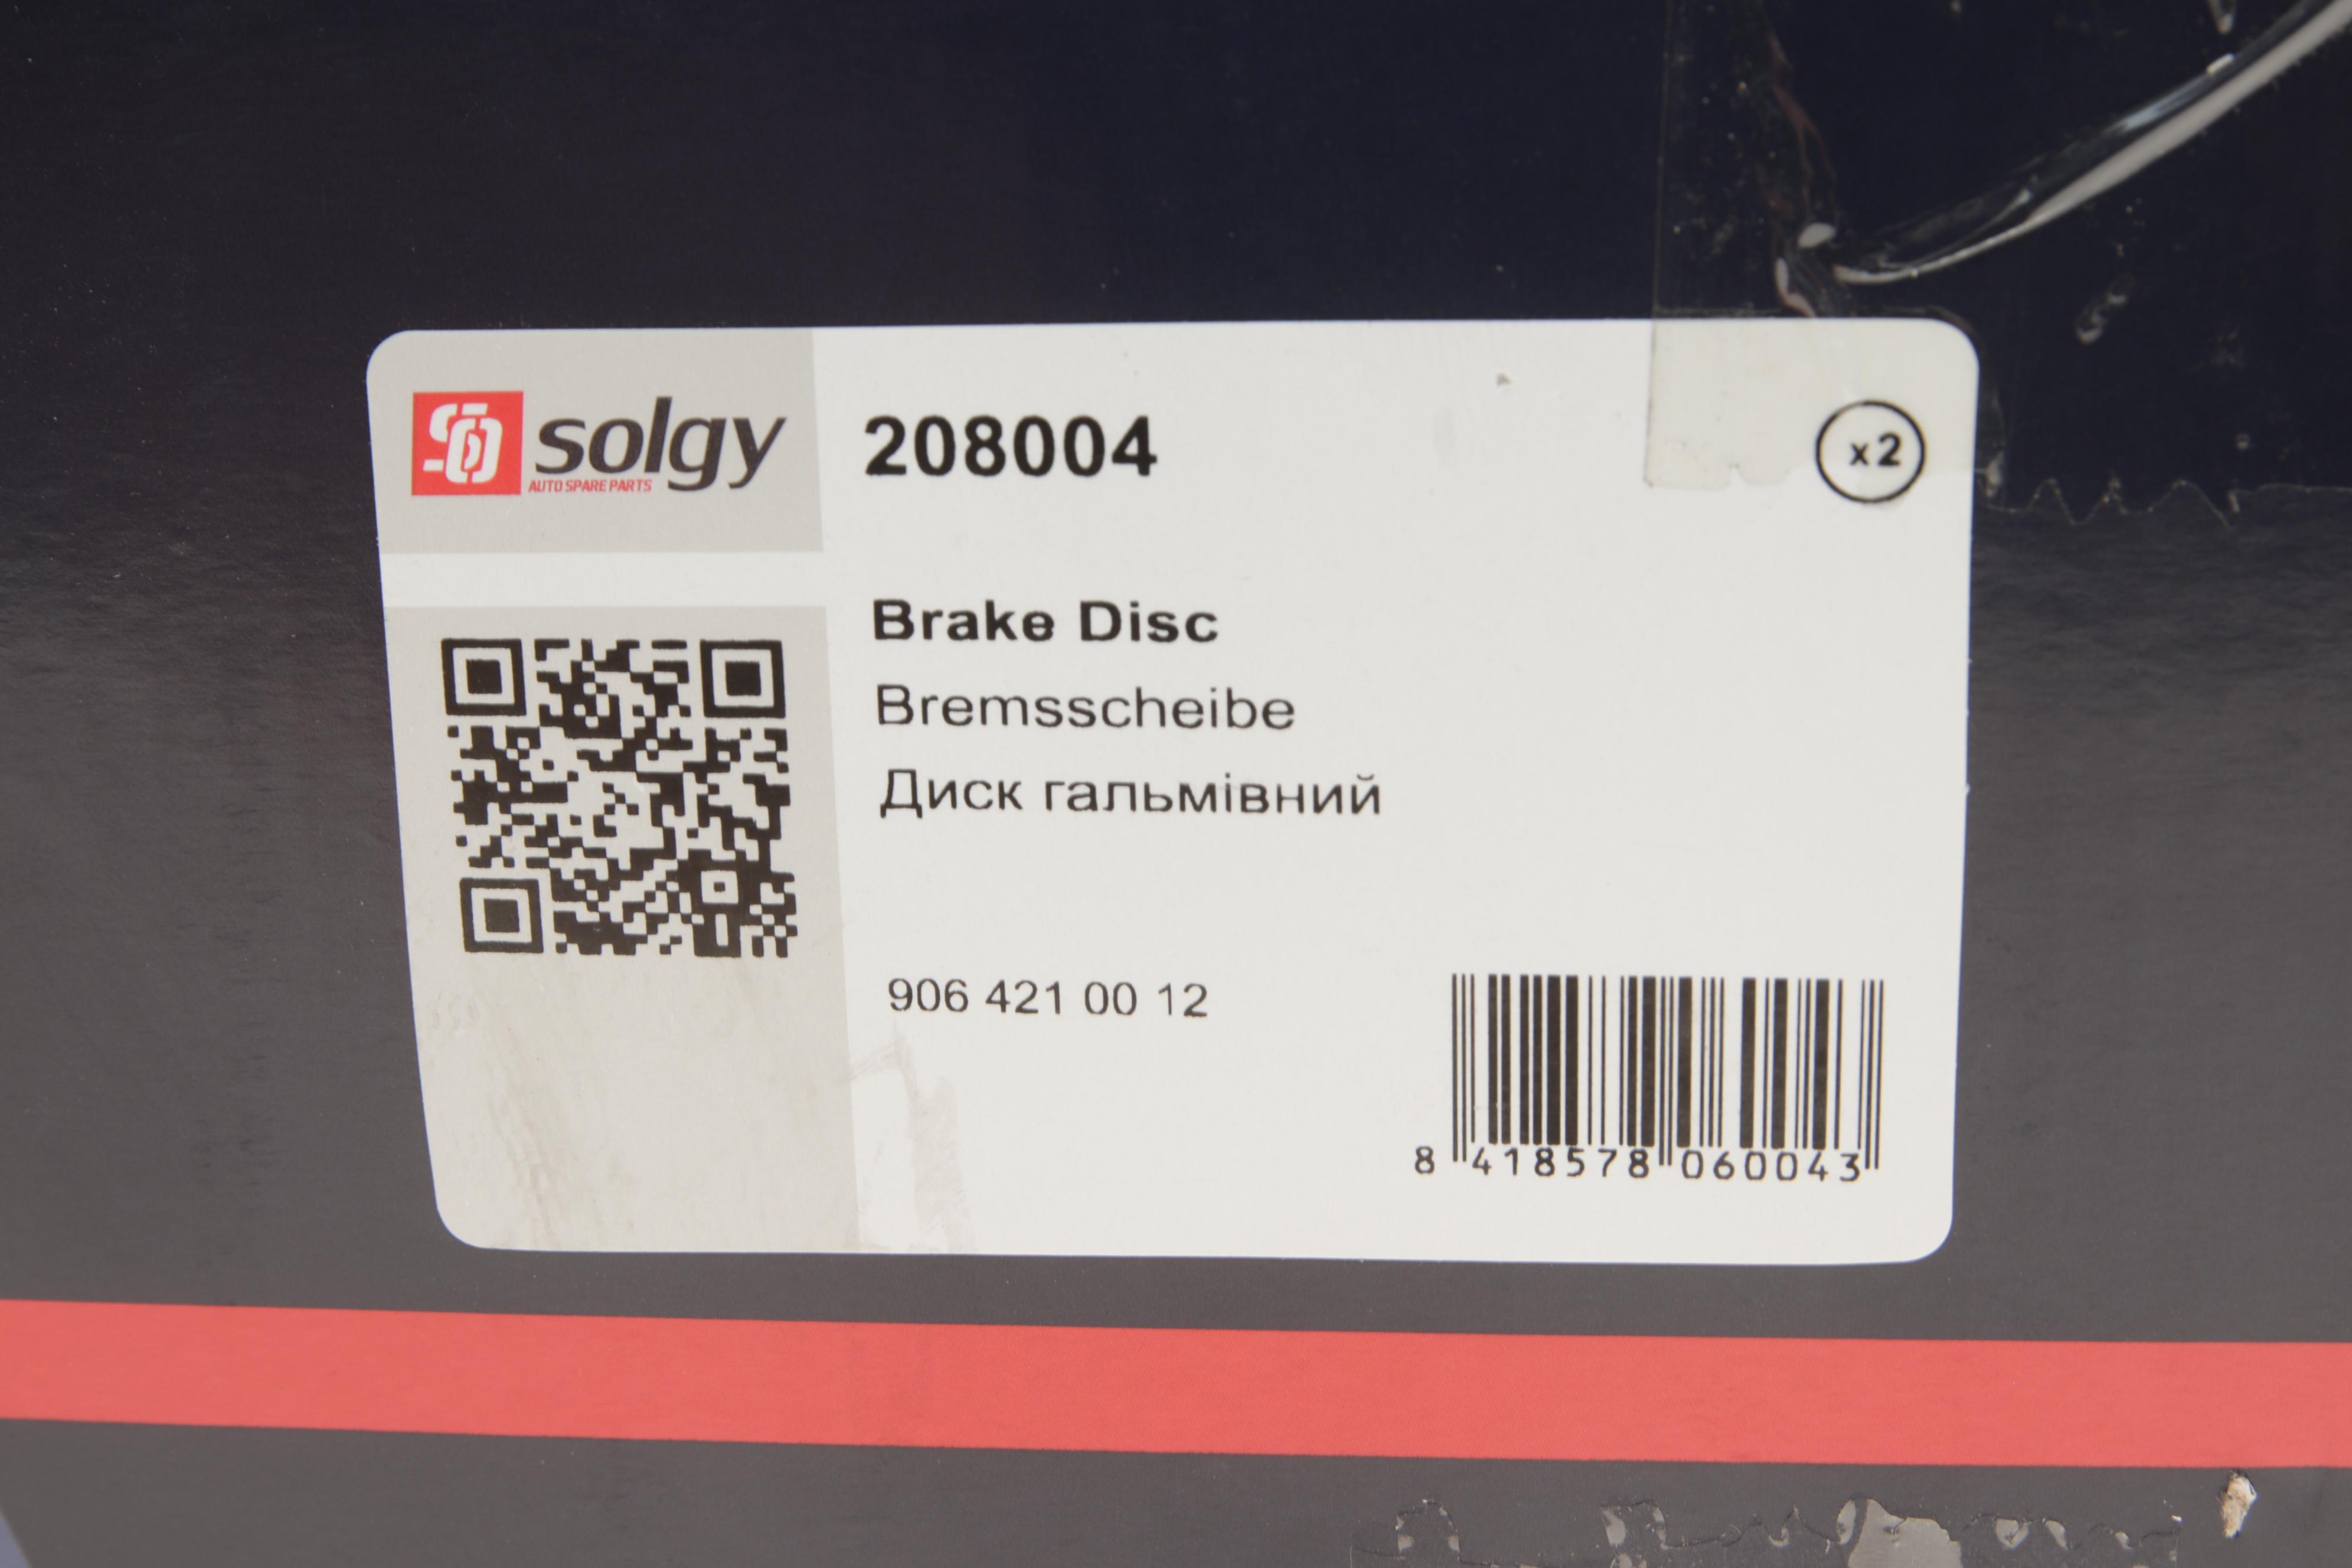 solgy
AUTO SPARE PARTS
208004
x2
Brake Disc
Bremsscheibe
Диск гальмівний
906 421 00 12
8 418578 060043